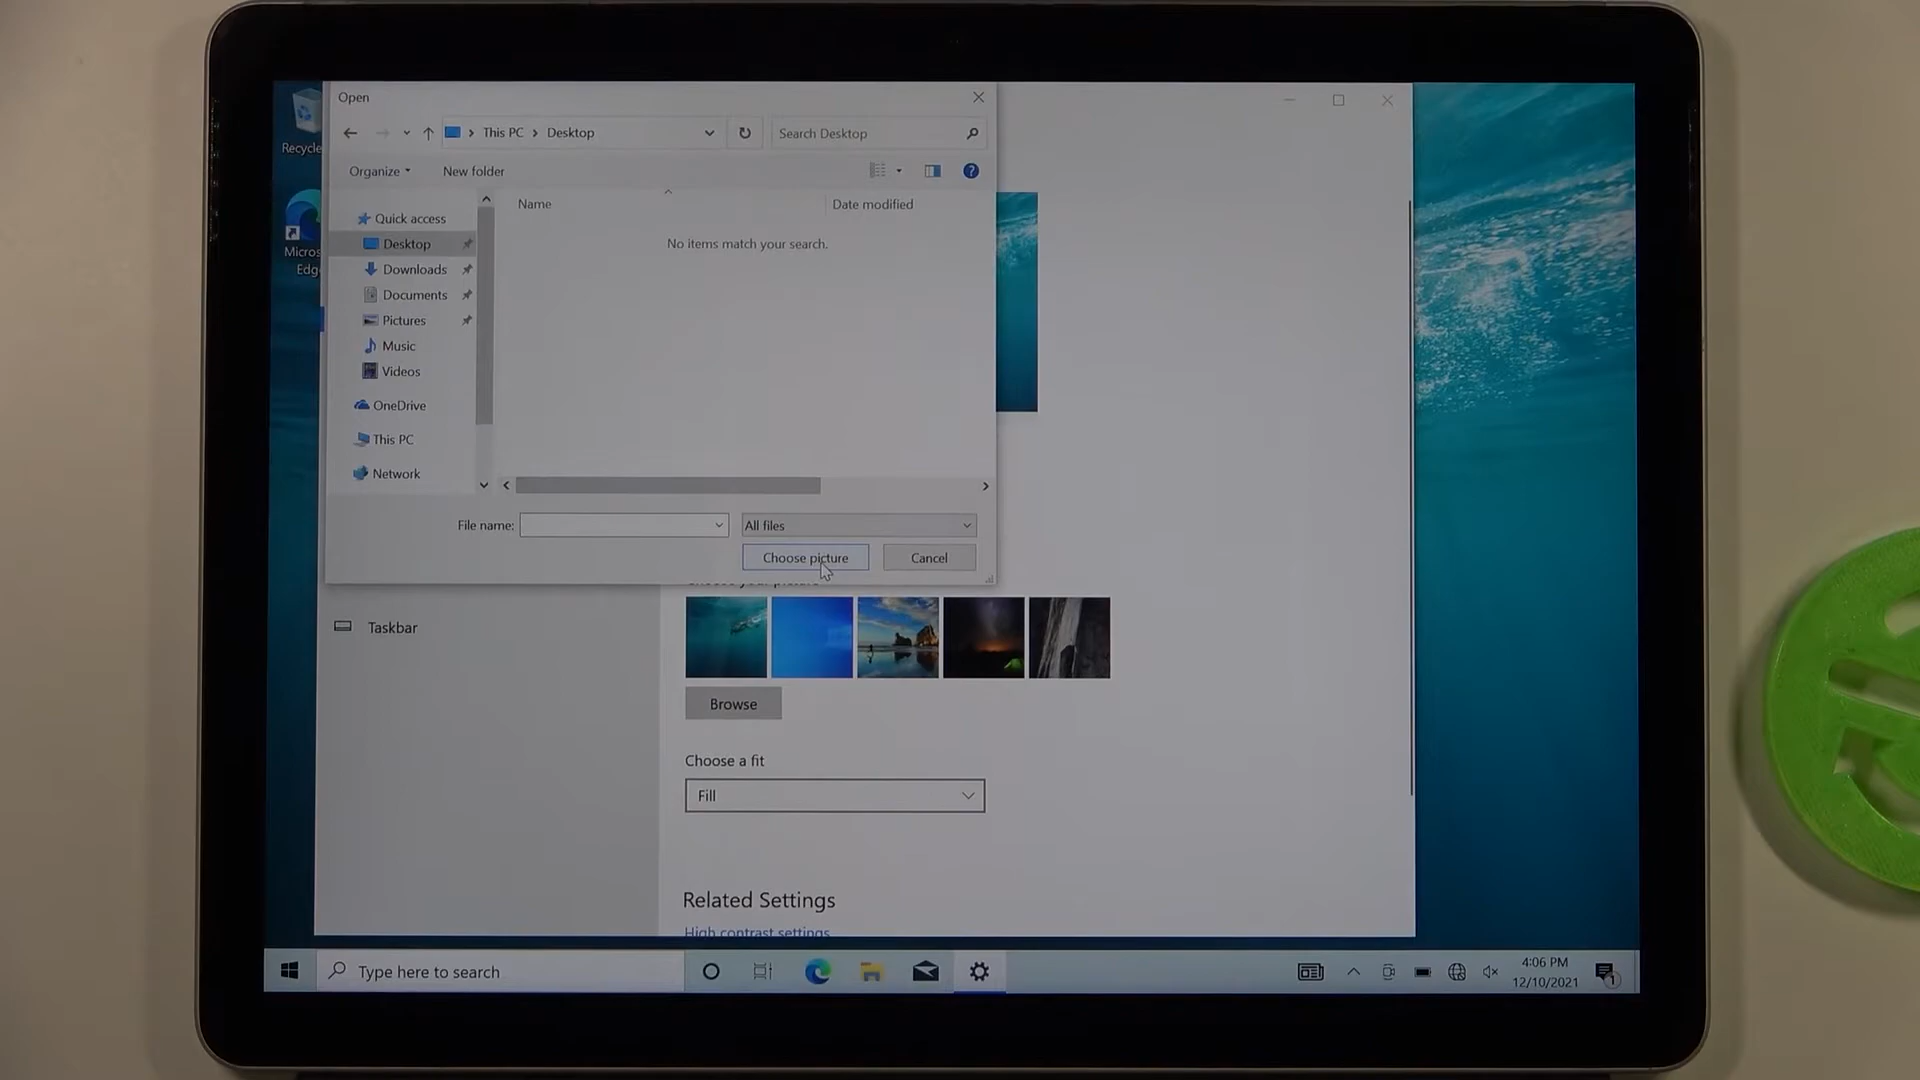 Open
This PC > Desktop
Search Desktop
Organize
New folder
Recycle
Name
Date modified
Quick access
No items match your search.
Desktop
Micros
Downloads
Edg
Documents
Pictures
Music
Videos
OneDrive
This PC
Network
File name:
All files
Choose picture
Cancel
Taskbar
Browse
Choose a fit
Fill
Related Settings
High contrast settings
Type here to search
4:06 PM
12/10/2021
1